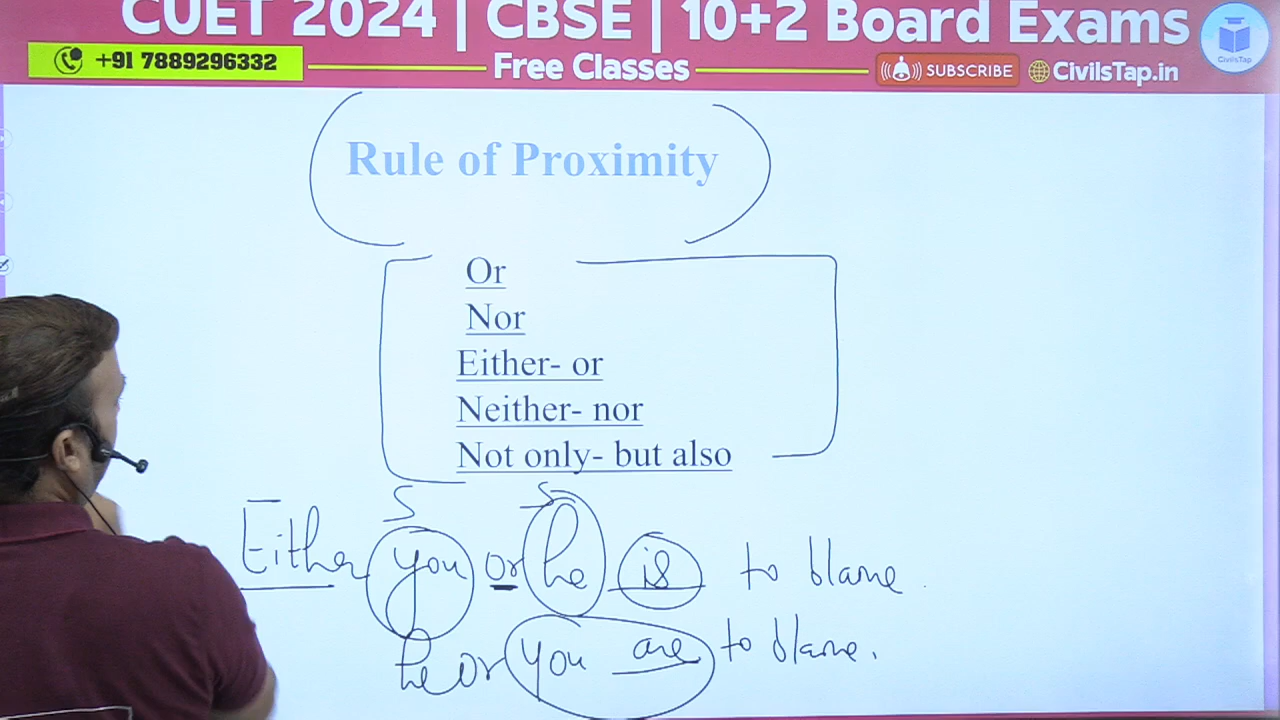 CUET 2024 | CBSE | 10+2 Board Exams
+91 7889296332
Free Classes
SUBSCRIBE
CivilsTap.in
CivilsTap
Rule of Proximity
Or
Nor
Either- or
Neither- nor
Not only- but also
S S
Either you or he is to blame.
he or you are to blame.